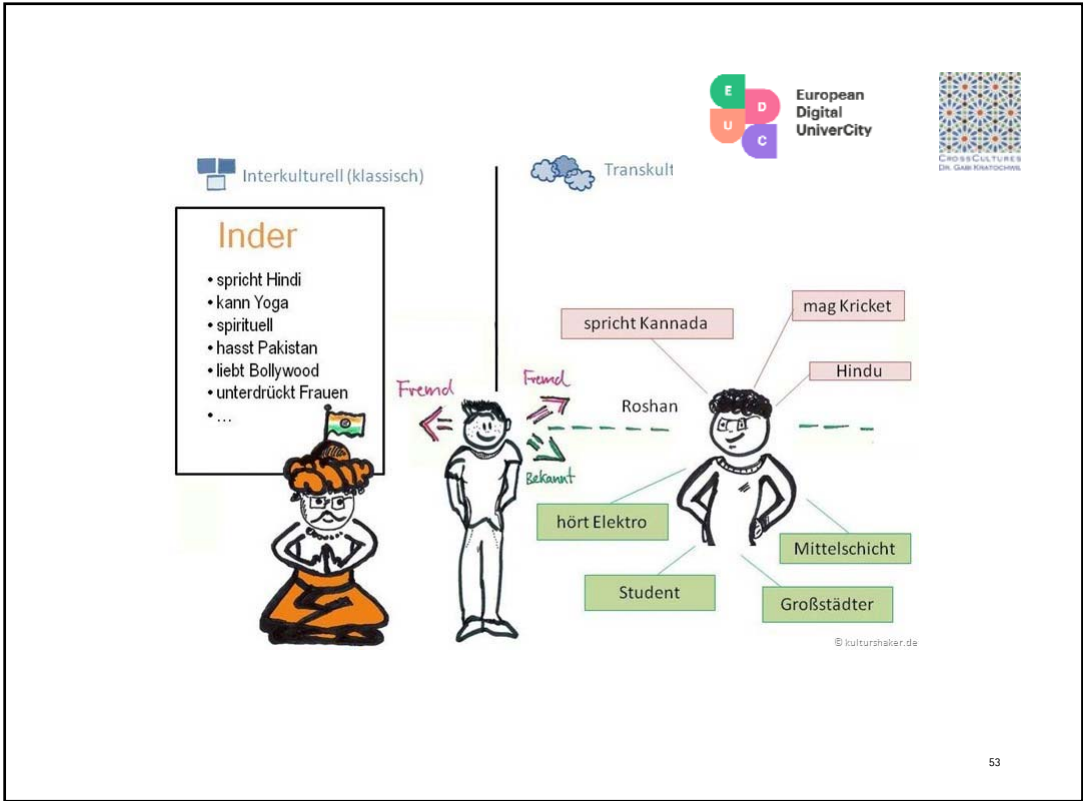 E
D
U
C
European
Digital
UniverCity
CROSSCULTURES
DR. GABI KRATOCHWIL
Interkulturell (klassisch)
Transkult
Inder
• spricht Hindi
• kann Yoga
• spirituell
• hasst Pakistan
• liebt Bollywood
• unterdrückt Frauen
• ...
Fremd
Fremd
Bekannt
Roshan
spricht Kannada
mag Kricket
Hindu
hört Elektro
Mittelschicht
Student
Großstädter
© kulturshaker.de
53